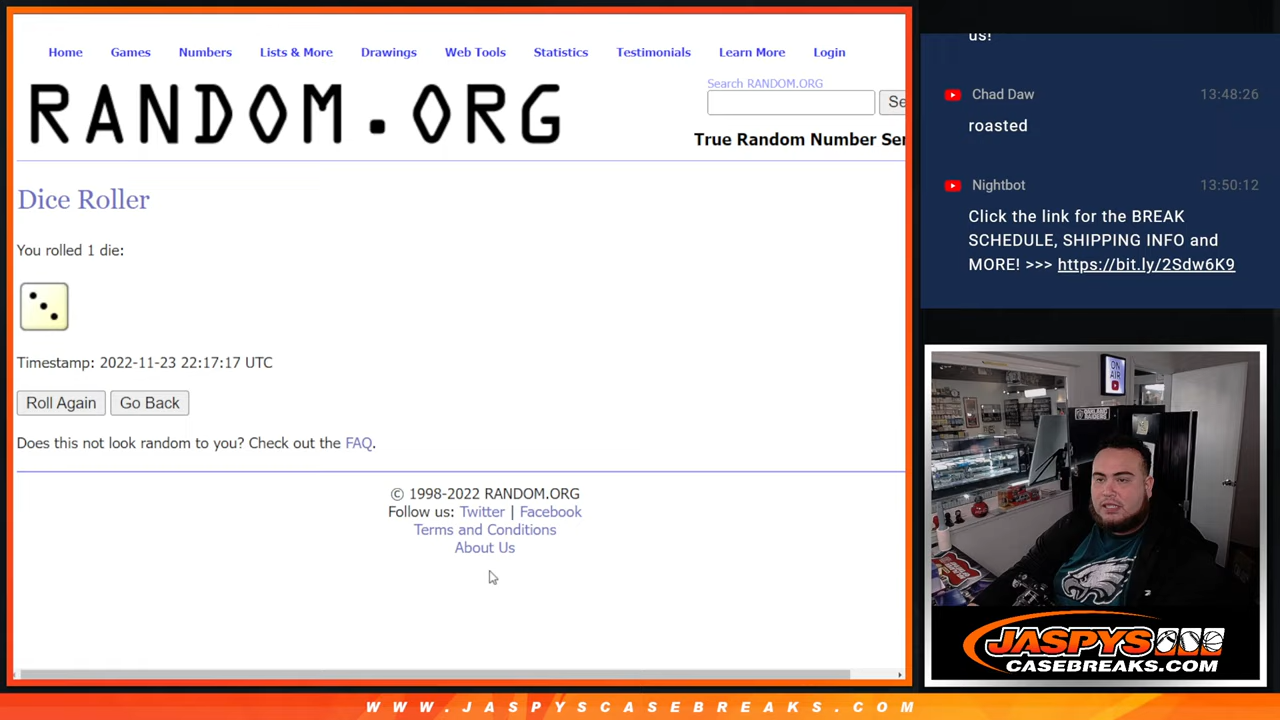 Home Games Numbers Lists & More Drawings Web Tools Statistics Testimonials Learn More Login
RANDOM.ORG
Search RANDOM.ORG
Se
True Random Number Ser
Dice Roller
You rolled 1 die:
Timestamp: 2022-11-23 22:17:17 UTC
Roll Again Go Back
Does this not look random to you? Check out the FAQ.
© 1998-2022 RANDOM.ORG
Follow us: Twitter | Facebook
Terms and Conditions
About Us
us!
Chad Daw 13:48:26
roasted
Nightbot 13:50:12
Click the link for the BREAK
SCHEDULE, SHIPPING INFO and
MORE! >>> https://bit.ly/2Sdw6K9
ON
AIR
OAKLAND
RAIDERS
JASPYS
CASEBREAKS.COM
WWW.JASPYSCASEBREAKS.COM